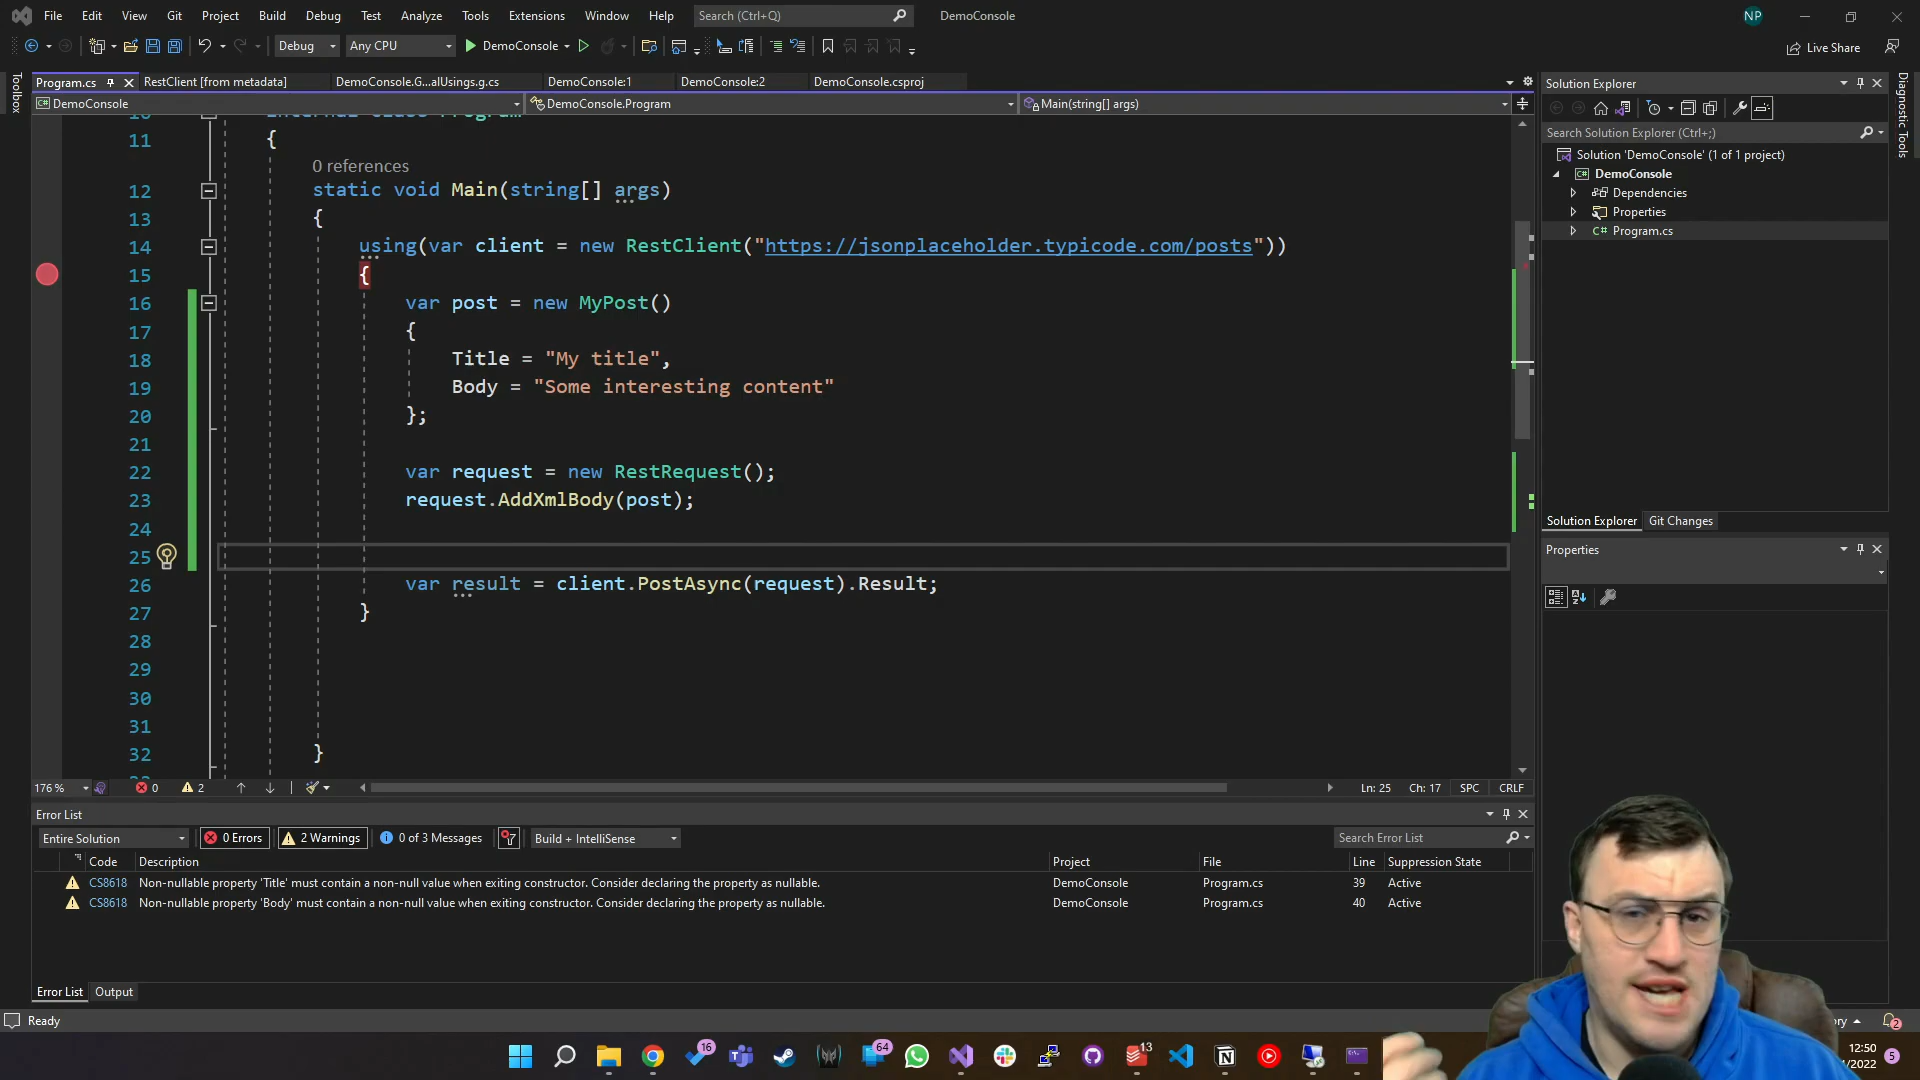 File Edit View Git Project Build Debug Test Analyze Tools Extensions Window Help Search (Ctrl+Q) DemoConsole NP
Debug Any CPU DemoConsole Live Share
Toolbox
Program.cs RestClient [from metadata] DemoConsole.G...alUsings.g.cs DemoConsole:1 DemoConsole:2 DemoConsole.csproj
DemoConsole DemoConsole.Program Main(string[] args)
11 {
0 references
12 static void Main(string[] args)
13 {
14 using(var client = new RestClient("https://jsonplaceholder.typicode.com/posts"))
15 {
16 var post = new MyPost()
17 {
18 Title = "My title",
19 Body = "Some interesting content"
20 };
21
22 var request = new RestRequest();
23 request.AddXmlBody(post);
24
25
26 var result = client.PostAsync(request).Result;
27 }
28
29
30
31
32 }
176 % 0 2 Ln: 25 Ch: 17 SPC CRLF
Error List
Entire Solution 0 Errors 2 Warnings 0 of 3 Messages Build + IntelliSense Search Error List
Code Description Project File Line Suppression State
CS8618 Non-nullable property 'Title' must contain a non-null value when exiting constructor. Consider declaring the property as nullable. DemoConsole Program.cs 39 Active
CS8618 Non-nullable property 'Body' must contain a non-null value when exiting constructor. Consider declaring the property as nullable. DemoConsole Program.cs 40 Active
Error List Output
Solution Explorer
Search Solution Explorer (Ctrl+;)
Solution 'DemoConsole' (1 of 1 project)
DemoConsole
Dependencies
Properties
Program.cs
Solution Explorer Git Changes
Properties
Diagnostic Tools
Ready
2
16 64 13
12:50
/2022
5